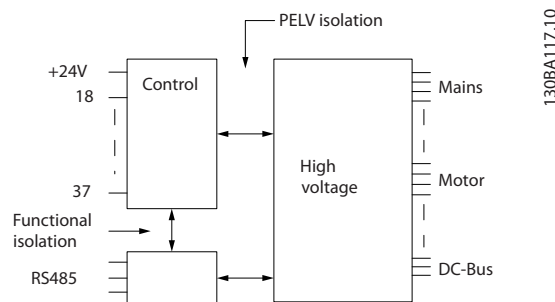 PELV isolation
130BA117.10
+24V
Control
18
Mains
High
voltage
37
Motor
Functional
isolation
RS485
DC-Bus